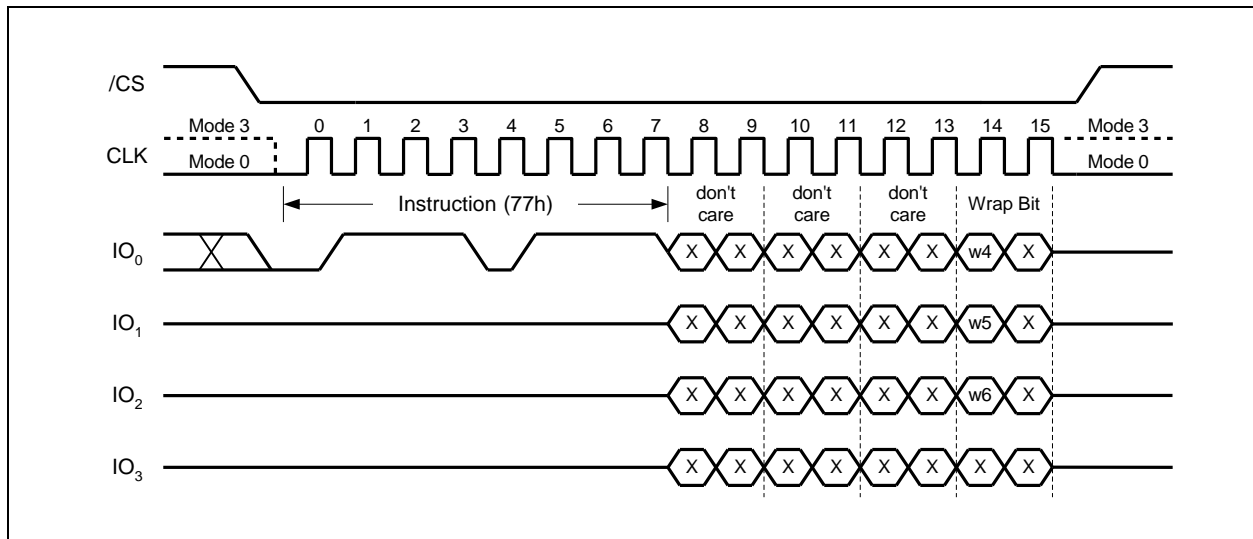 /CS
Mode 3 0 1 2 3 4 5 6 7 8 9 10 11 12 13 14 15 Mode 3
CLK Mode 0 Mode 0
Instruction (77h) don't care don't care don't care Wrap Bit
IO0 X X X X X X w4 X
IO1 X X X X X X w5 X
IO2 X X X X X X w6 X
IO3 X X X X X X X X